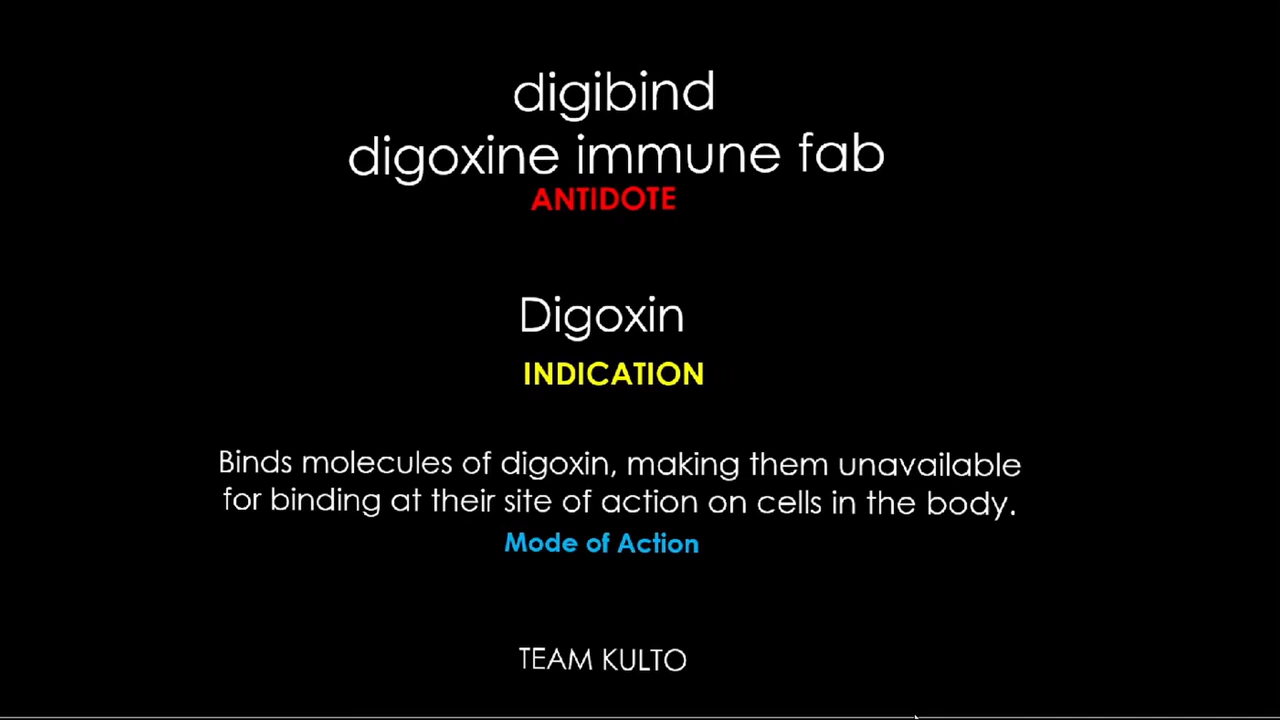 digibind
digoxine immune fab
ANTIDOTE
Digoxin
INDICATION
Binds molecules of digoxin, making them unavailable
for binding at their site of action on cells in the body.
Mode of Action
TEAM KULTO